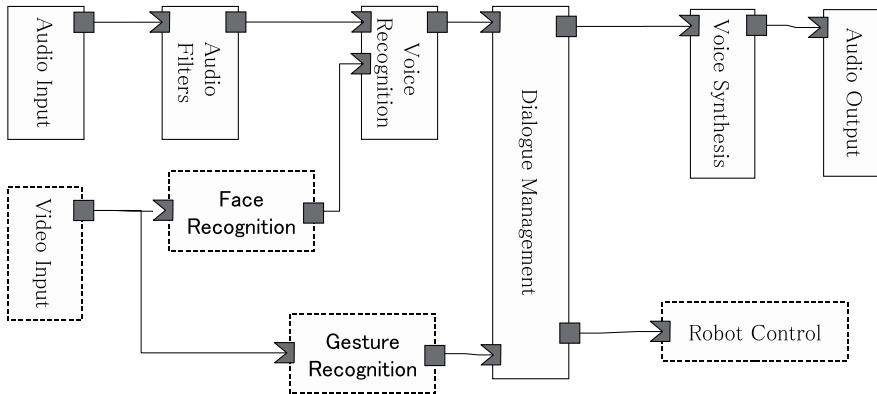 Audio Input
Audio
Filters
Voice
Recognition
Dialogue Management
Voice Synthesis
Audio Output
Video Input
Face
Recognition
Gesture
Recognition
Robot Control